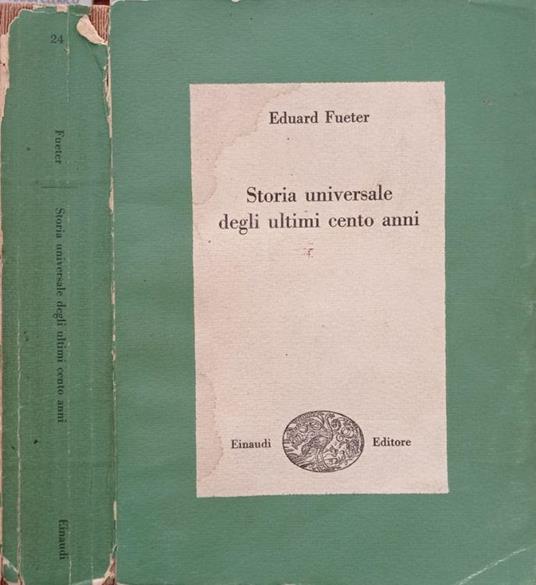 24
Fueter
Storia universale degli ultimi cento anni
Einaudi
Eduard Fueter
Storia universale
degli ultimi cento anni
Einaudi Editore